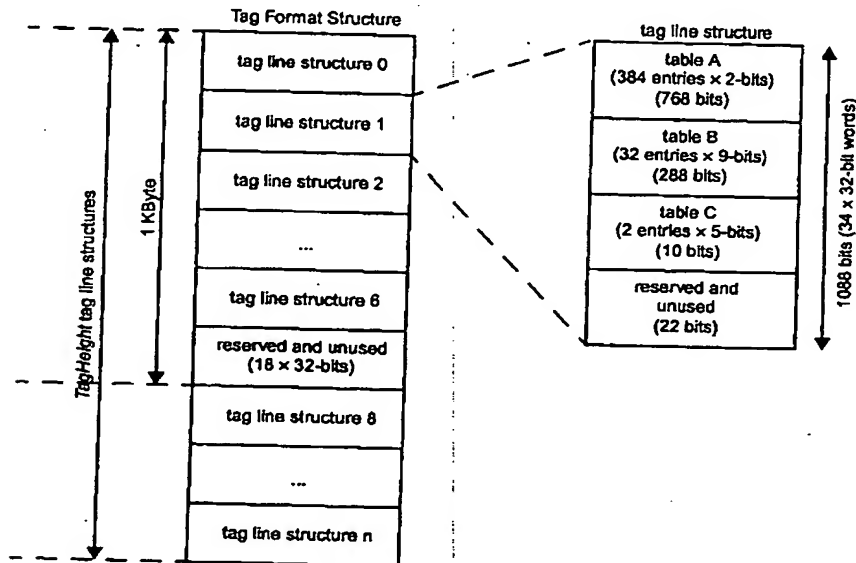 Tag Format Structure
tag line structure 0
tag line structure 1
tag line structure 2
...
tag line structure 6
reserved and unused
(18 × 32-bits)
tag line structure 8
...
tag line structure n
TagHeight tag line structures
1 KByte
tag line structure
table A
(384 entries × 2-bits)
(768 bits)
table B
(32 entries × 9-bits)
(288 bits)
table C
(2 entries × 5-bits)
(10 bits)
reserved and
unused
(22 bits)
1088 bits (34 x 32-bit words)